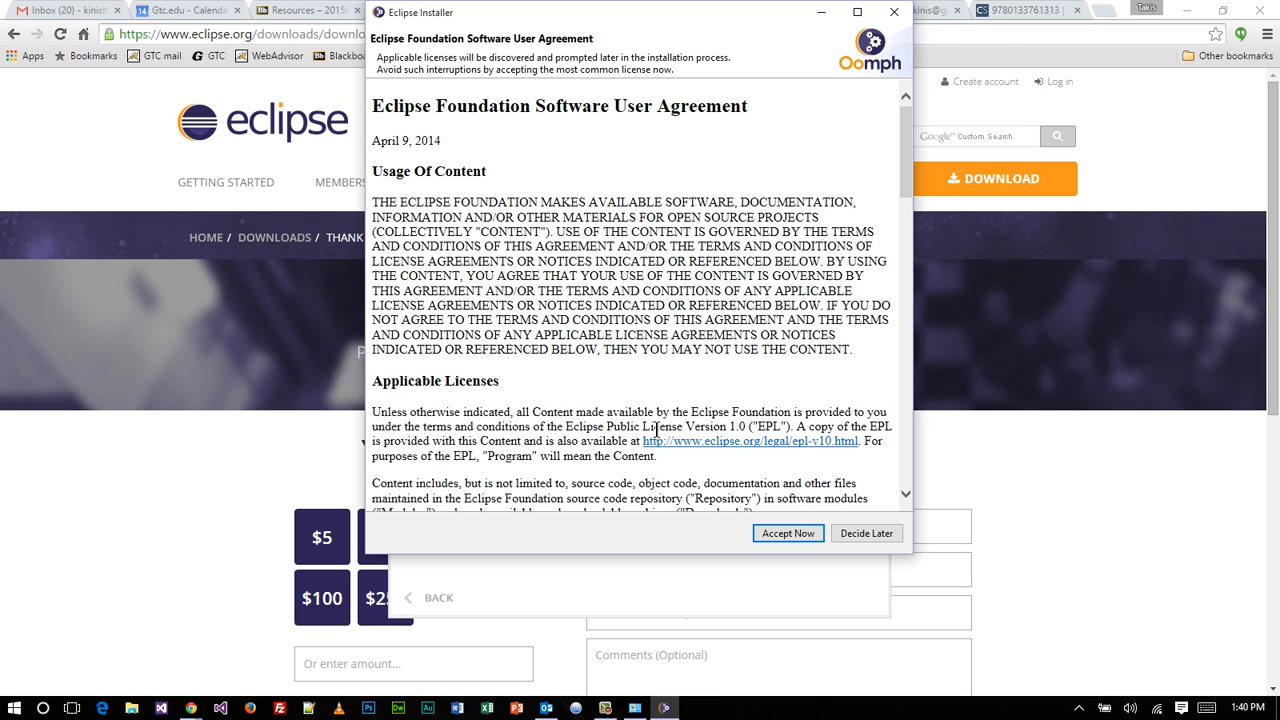 Inbox (20) - kinist
Gtc.edu - Calenda
Resources – 2015F
Eclipse Installer
kinis@g
9780133761313
Takis
https://www.eclipse.org/downloads/downlo
Apps
Bookmarks
GTC mail
GTC
WebAdvisor
Blackboa
Other bookmarks
Eclipse Foundation Software User Agreement
Applicable licenses will be discovered and prompted later in the installation process.
Avoid such interruptions by accepting the most common license now.
Oomph
Create account
Log in
eclipse
Google™ Custom Search
GETTING STARTED
MEMBERS
DOWNLOAD
HOME / DOWNLOADS / THANK
Eclipse Foundation Software User Agreement
April 9, 2014
Usage Of Content
THE ECLIPSE FOUNDATION MAKES AVAILABLE SOFTWARE, DOCUMENTATION,
INFORMATION AND/OR OTHER MATERIALS FOR OPEN SOURCE PROJECTS
(COLLECTIVELY "CONTENT"). USE OF THE CONTENT IS GOVERNED BY THE TERMS
AND CONDITIONS OF THIS AGREEMENT AND/OR THE TERMS AND CONDITIONS OF
LICENSE AGREEMENTS OR NOTICES INDICATED OR REFERENCED BELOW. BY USING
THE CONTENT, YOU AGREE THAT YOUR USE OF THE CONTENT IS GOVERNED BY
THIS AGREEMENT AND/OR THE TERMS AND CONDITIONS OF ANY APPLICABLE
LICENSE AGREEMENTS OR NOTICES INDICATED OR REFERENCED BELOW. IF YOU DO
NOT AGREE TO THE TERMS AND CONDITIONS OF THIS AGREEMENT AND THE TERMS
AND CONDITIONS OF ANY APPLICABLE LICENSE AGREEMENTS OR NOTICES
INDICATED OR REFERENCED BELOW, THEN YOU MAY NOT USE THE CONTENT.
Applicable Licenses
Unless otherwise indicated, all Content made available by the Eclipse Foundation is provided to you
under the terms and conditions of the Eclipse Public License Version 1.0 ("EPL"). A copy of the EPL
is provided with this Content and is also available at http://www.eclipse.org/legal/epl-v10.html. For
purposes of the EPL, "Program" will mean the Content.
Content includes, but is not limited to, source code, object code, documentation and other files
maintained in the Eclipse Foundation source code repository ("Repository") in software modules
Accept Now
Decide Later
$5
$100
$25
BACK
Or enter amount...
Comments (Optional)
1:40 PM